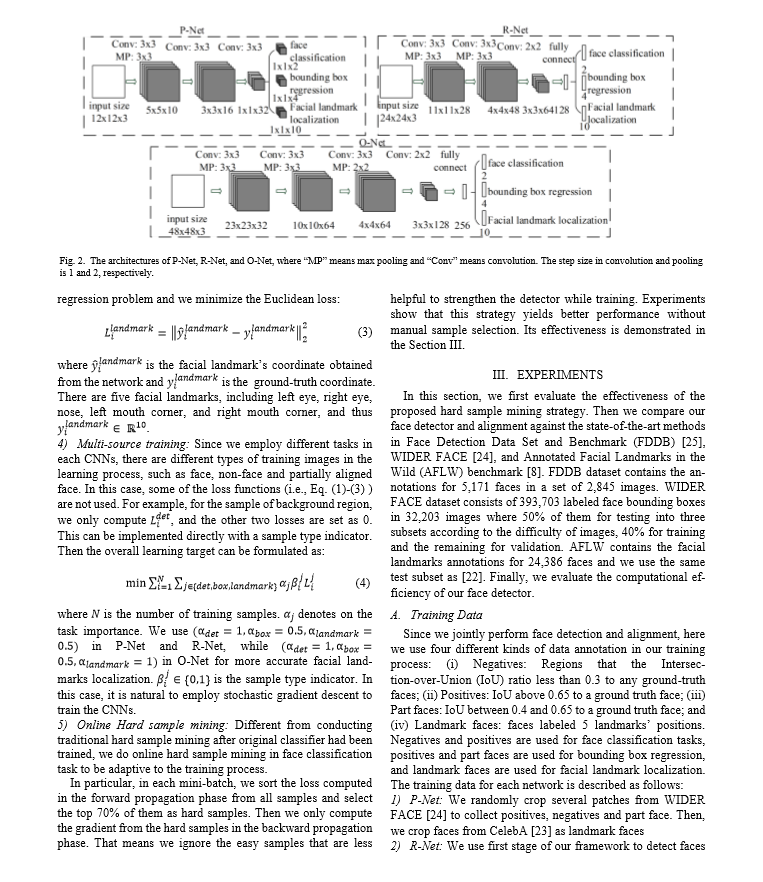 P-Net
Conv: 3x3 Conv: 3x3 Conv: 3x3
MP: 3x3
face
classification
1x1x2
bounding box
regression
1x1x4
Facial landmark
localization
1x1x10
input size
12x12x3
5x5x10
3x3x16
1x1x32
R-Net
Conv: 3x3 Conv: 3x3 Conv: 2x2 fully
MP: 3x3 MP: 3x3 connect
face classification
2
bounding box
regression
4
Facial landmark
localization
10
input size
24x24x3
11x11x28
4x4x48
3x3x64
128
O-Net
Conv: 3x3 Conv: 3x3 Conv: 3x3 Conv: 2x2 fully
MP: 3x3 MP: 3x3 MP: 2x2 connect
face classification
2
bounding box regression
4
Facial landmark localization
10
input size
48x48x3
23x23x32
10x10x64
4x4x64
3x3x128
256
Fig. 2. The architectures of P-Net, R-Net, and O-Net, where “MP” means max pooling and “Conv” means convolution. The step size in convolution and pooling
is 1 and 2, respectively.
regression problem and we minimize the Euclidean loss:
L_i^{landmark} = ||ŷ_i^{landmark} − y_i^{landmark}||_2^2 (3)
where ŷ_i^{landmark} is the facial landmark’s coordinate obtained
from the network and y_i^{landmark} is the ground-truth coordinate.
There are five facial landmarks, including left eye, right eye,
nose, left mouth corner, and right mouth corner, and thus
y_i^{landmark} ∈ ℝ^{10}.
4) Multi-source training: Since we employ different tasks in
each CNNs, there are different types of training images in the
learning process, such as face, non-face and partially aligned
face. In this case, some of the loss functions (i.e., Eq. (1)-(3) )
are not used. For example, for the sample of background region,
we only compute L_i^{det}, and the other two losses are set as 0.
This can be implemented directly with a sample type indicator.
Then the overall learning target can be formulated as:
min ∑_{i=1}^{N} ∑_{j∈{det,box,landmark}} α_j β_i^j L_i^j (4)
where N is the number of training samples. α_j denotes on the
task importance. We use (α_{det} = 1, α_{box} = 0.5, α_{landmark} =
0.5) in P-Net and R-Net, while (α_{det} = 1, α_{box} =
0.5, α_{landmark} = 1) in O-Net for more accurate facial land-
marks localization. β_i^j ∈ {0,1} is the sample type indicator. In
this case, it is natural to employ stochastic gradient descent to
train the CNNs.
5) Online Hard sample mining: Different from conducting
traditional hard sample mining after original classifier had been
trained, we do online hard sample mining in face classification
task to be adaptive to the training process.
In particular, in each mini-batch, we sort the loss computed
in the forward propagation phase from all samples and select
the top 70% of them as hard samples. Then we only compute
the gradient from the hard samples in the backward propagation
phase. That means we ignore the easy samples that are less
helpful to strengthen the detector while training. Experiments
show that this strategy yields better performance without
manual sample selection. Its effectiveness is demonstrated in
the Section III.
III. EXPERIMENTS
In this section, we first evaluate the effectiveness of the
proposed hard sample mining strategy. Then we compare our
face detector and alignment against the state-of-the-art methods
in Face Detection Data Set and Benchmark (FDDB) [25],
WIDER FACE [24], and Annotated Facial Landmarks in the
Wild (AFLW) benchmark [8]. FDDB dataset contains the an-
notations for 5,171 faces in a set of 2,845 images. WIDER
FACE dataset consists of 393,703 labeled face bounding boxes
in 32,203 images where 50% of them for testing into three
subsets according to the difficulty of images, 40% for training
and the remaining for validation. AFLW contains the facial
landmarks annotations for 24,386 faces and we use the same
test subset as [22]. Finally, we evaluate the computational ef-
ficiency of our face detector.
A. Training Data
Since we jointly perform face detection and alignment, here
we use four different kinds of data annotation in our training
process: (i) Negatives: Regions that the Intersec-
tion-over-Union (IoU) ratio less than 0.3 to any ground-truth
faces; (ii) Positives: IoU above 0.65 to a ground truth face; (iii)
Part faces: IoU between 0.4 and 0.65 to a ground truth face; and
(iv) Landmark faces: faces labeled 5 landmarks’ positions.
Negatives and positives are used for face classification tasks,
positives and part faces are used for bounding box regression,
and landmark faces are used for facial landmark localization.
The training data for each network is described as follows:
1) P-Net: We randomly crop several patches from WIDER
FACE [24] to collect positives, negatives and part face. Then,
we crop faces from CelebA [23] as landmark faces
2) R-Net: We use first stage of our framework to detect faces